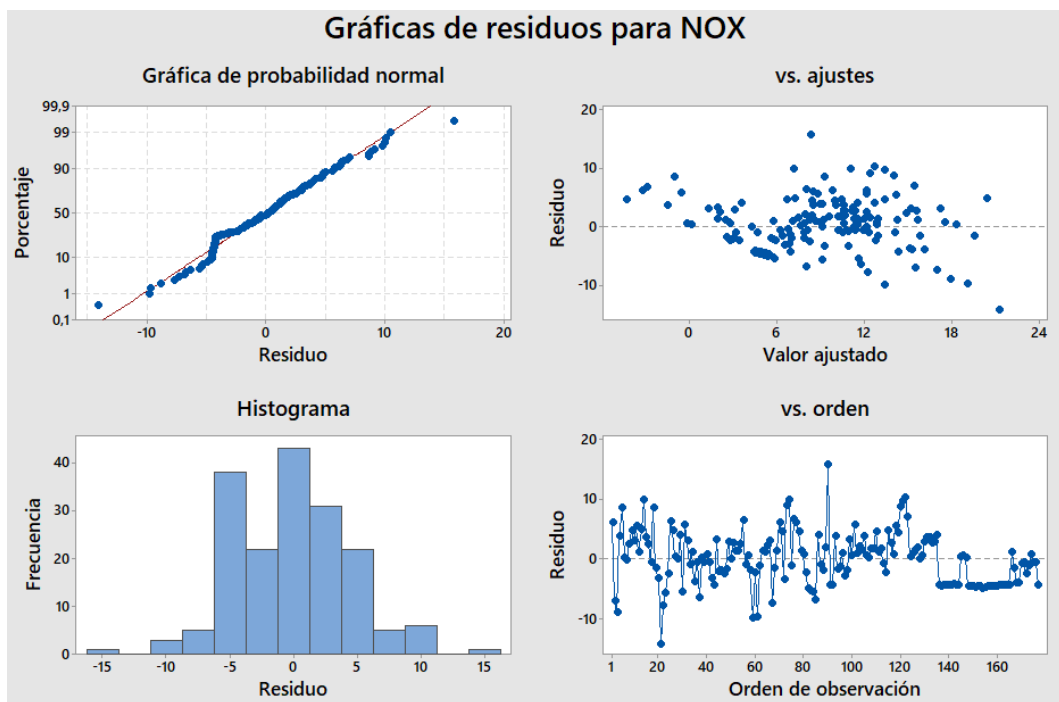 Gráficas de residuos para NOX
Gráfica de probabilidad normal
99,9
99
90
50
10
1
0,1
Porcentaje
-10 0 10 20
Residuo
vs. ajustes
20
10
0
-10
Residuo
0 6 12 18 24
Valor ajustado
Histograma
40
30
20
10
0
Frecuencia
-15 -10 -5 0 5 10 15
Residuo
vs. orden
20
10
0
-10
Residuo
1 20 40 60 80 100 120 140 160
Orden de observación